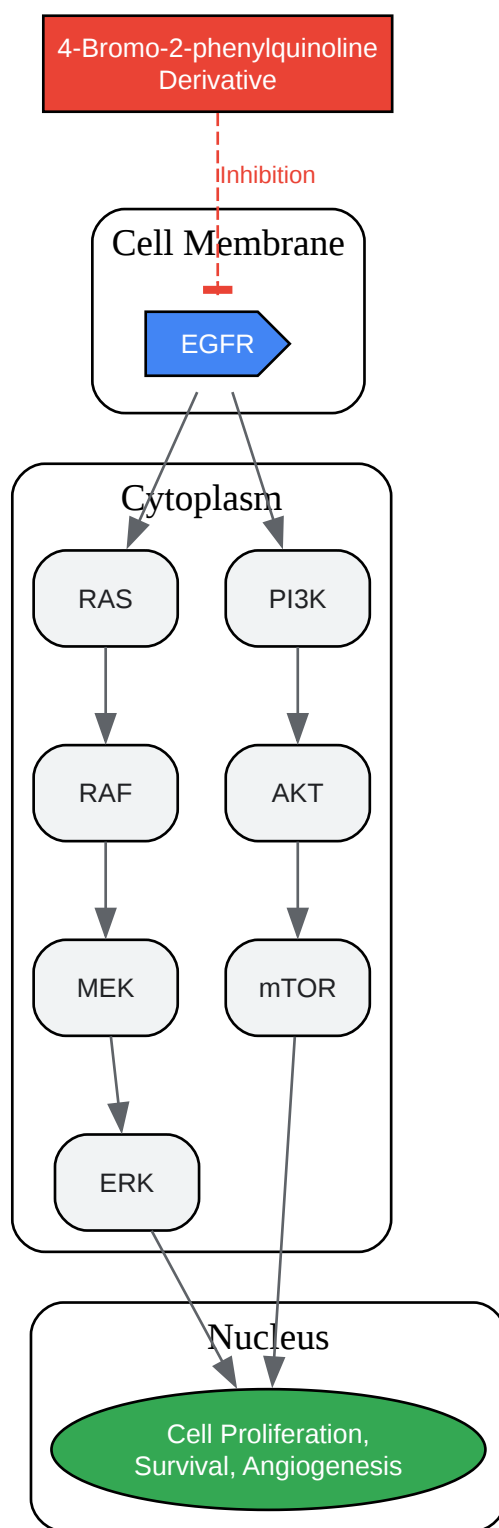 4-Bromo-2-phenylquinoline
Derivative
Inhibition
Cell Membrane
EGFR
Cytoplasm
RAS
PI3K
RAF
AKT
MEK
mTOR
ERK
Nucleus
Cell Proliferation,
Survival, Angiogenesis